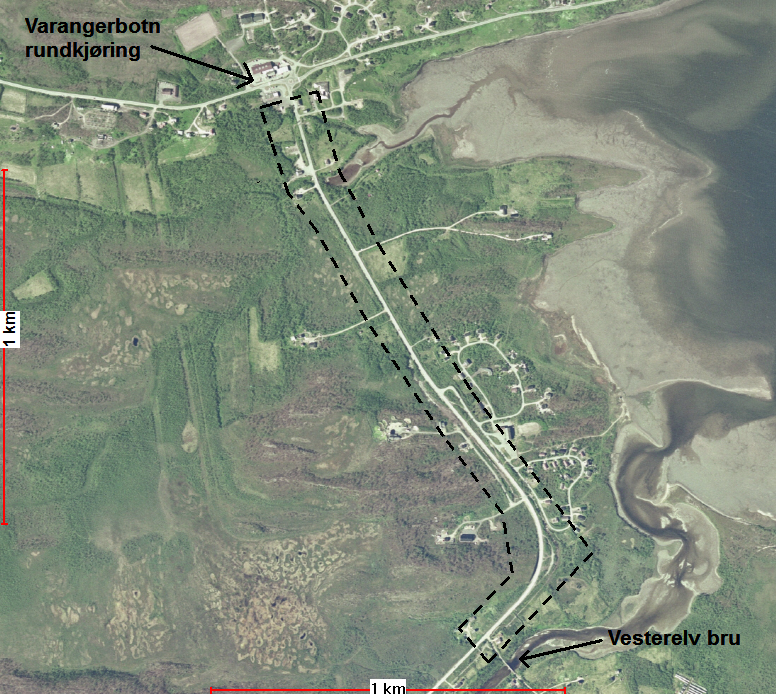 Varangerbotn
rundkjøring
1 km
Vesterelv bru
1 km